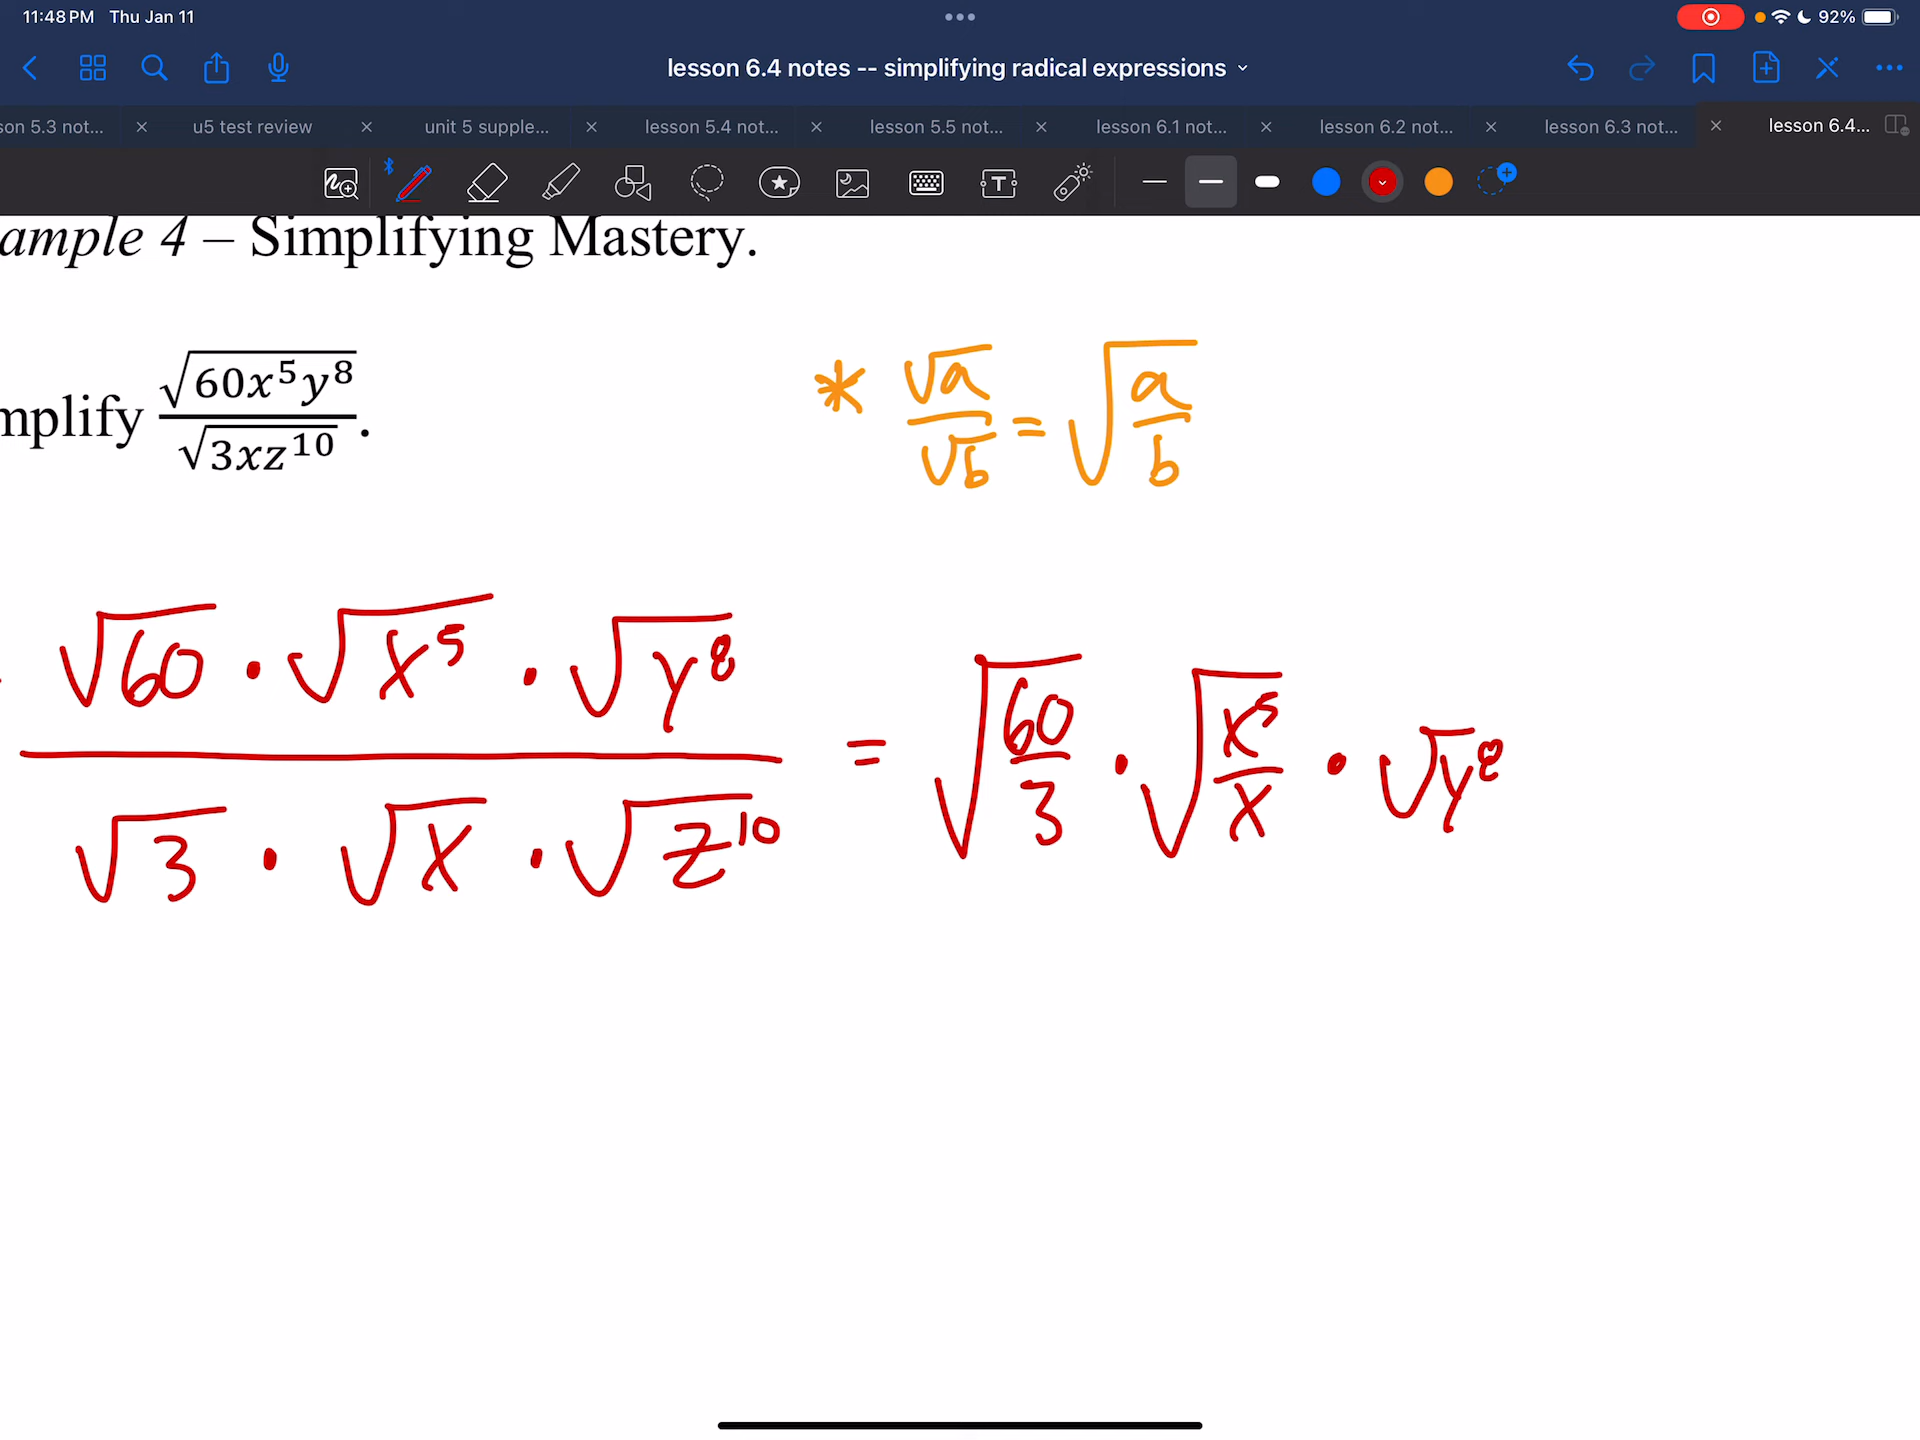 11:48 PM Thu Jan 11
92%
lesson 6.4 notes -- simplifying radical expressions
son 5.3 not... u5 test review unit 5 supple... lesson 5.4 not... lesson 5.5 not... lesson 6.1 not... lesson 6.2 not... lesson 6.3 not... lesson 6.4...
ample 4 – Simplifying Mastery.
mplify √(60x⁵y⁸) / √(3xz¹⁰) .
* √a / √b = √(a/b)
(√60 · √x⁵ · √y⁸) / (√3 · √x · √z¹⁰) = √(60/3) · √(x⁵/x) · √y⁸